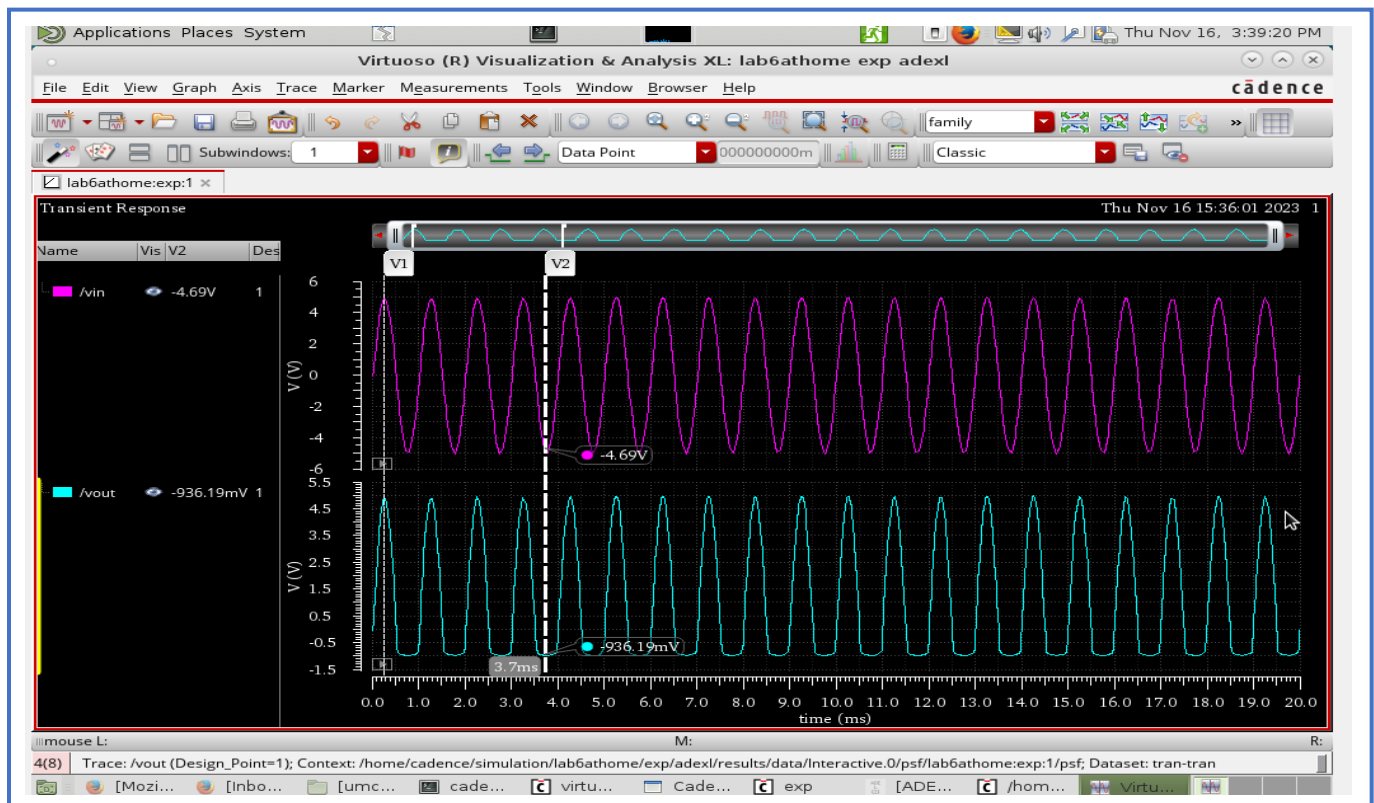 Applications Places System Thu Nov 16, 3:39:20 PM
Virtuoso (R) Visualization & Analysis XL: lab6athome exp adexl
File Edit View Graph Axis Trace Marker Measurements Tools Window Browser Help cādence
family »
Subwindows: 1 Data Point 000000000m Classic
lab6athome:exp:1
Transient Response Thu Nov 16 15:36:01 2023 1
Name Vis V2 Des
V1 V2
/vin -4.69V 1
6
4
2
0
-2
-4
-6
V (V)
-4.69V
/vout -936.19mV 1
5.5
4.5
3.5
2.5
1.5
0.5
-0.5
-1.5
V (V)
-936.19mV
3.7ms
0.0 1.0 2.0 3.0 4.0 5.0 6.0 7.0 8.0 9.0 10.0 11.0 12.0 13.0 14.0 15.0 16.0 17.0 18.0 19.0 20.0
time (ms)
mouse L: M: R:
4(8) Trace: /vout (Design_Point=1); Context: /home/cadence/simulation/lab6athome/exp/adexl/results/data/Interactive.0/psf/lab6athome:exp:1/psf; Dataset: tran-tran
[Mozi... [Inbo... [umc... cade... virtu... Cade... exp [ADE... /hom... Virtu...